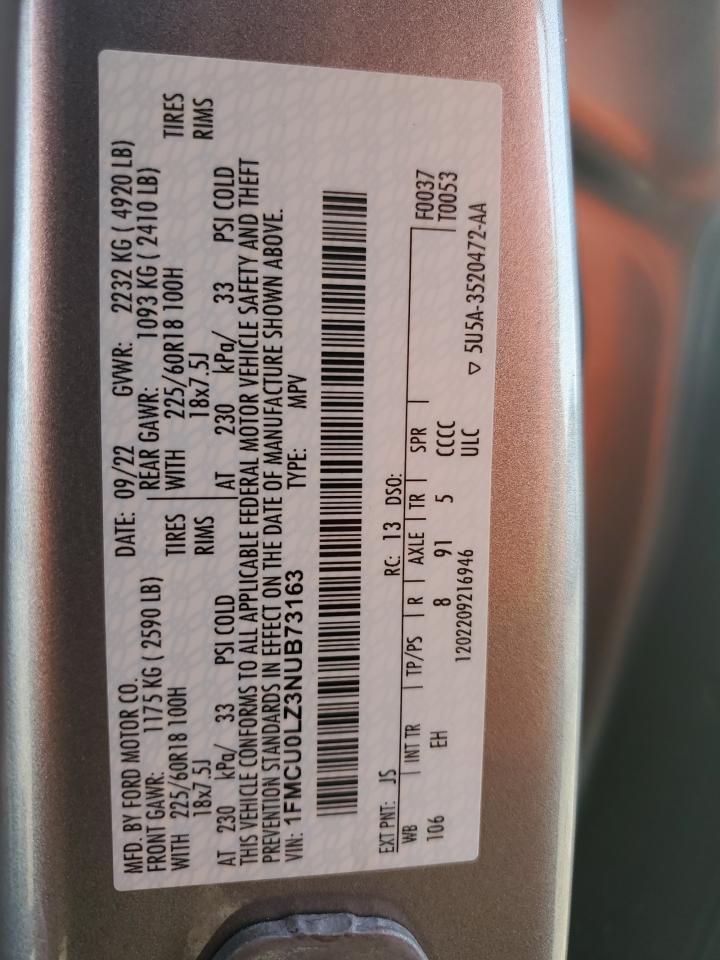 MFD. BY FORD MOTOR CO.
DATE: 09/22 GVWR: 2232 KG ( 4920 LB)
FRONT GAWR: 1175 KG ( 2590 LB)
REAR GAWR: 1093 KG ( 2410 LB)
WITH 225/60R18 100H TIRES
WITH 225/60R18 100H TIRES
18x7.5J RIMS
18x7.5J RIMS
AT 230 kPa/ 33 PSI COLD
AT 230 kPa/ 33 PSI COLD
THIS VEHICLE CONFORMS TO ALL APPLICABLE FEDERAL MOTOR VEHICLE SAFETY AND THEFT
PREVENTION STANDARDS IN EFFECT ON THE DATE OF MANUFACTURE SHOWN ABOVE.
VIN: 1FMCU0LZ3NUB73163 TYPE: MPV
EXT PNT: JS RC: 13 DSO: F0037
WB INT TR TP/PS R AXLE TR SPR T0053
106 EH 8 91 5 CCCC
1202209216946 ULC
▽ 5U5A-3520472-AA